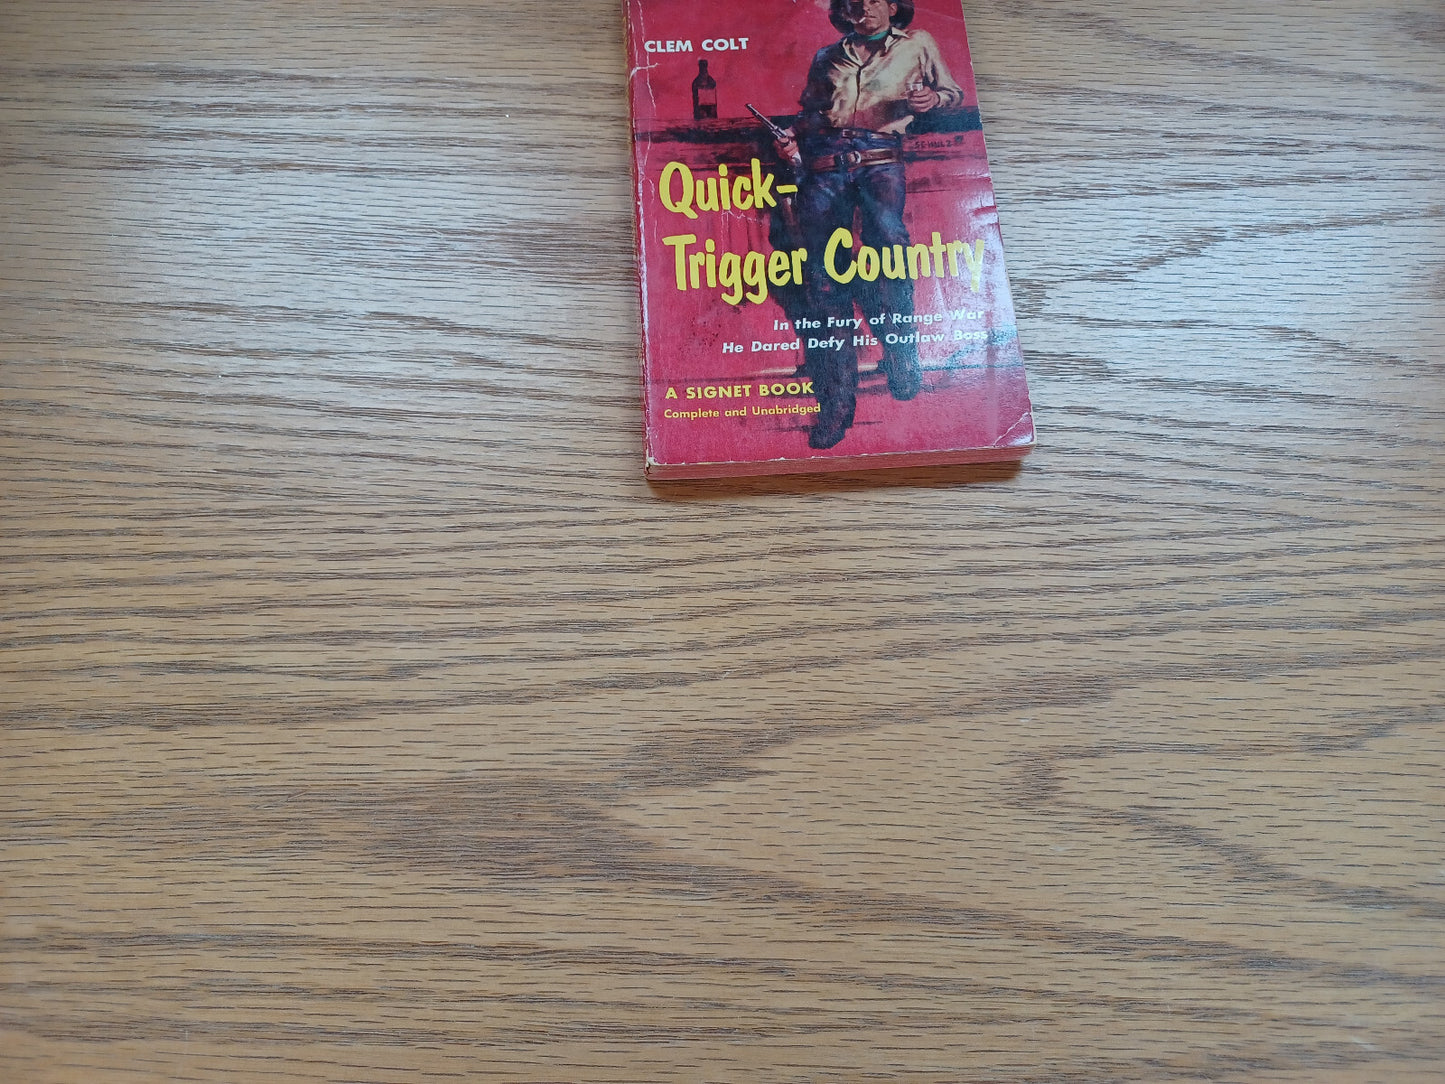 CLEM COLT
SCHULZ
Quick-
Trigger Country
In the Fury of Range War
He Dared Defy His Outlaw Boss
A SIGNET BOOK
Complete and Unabridged